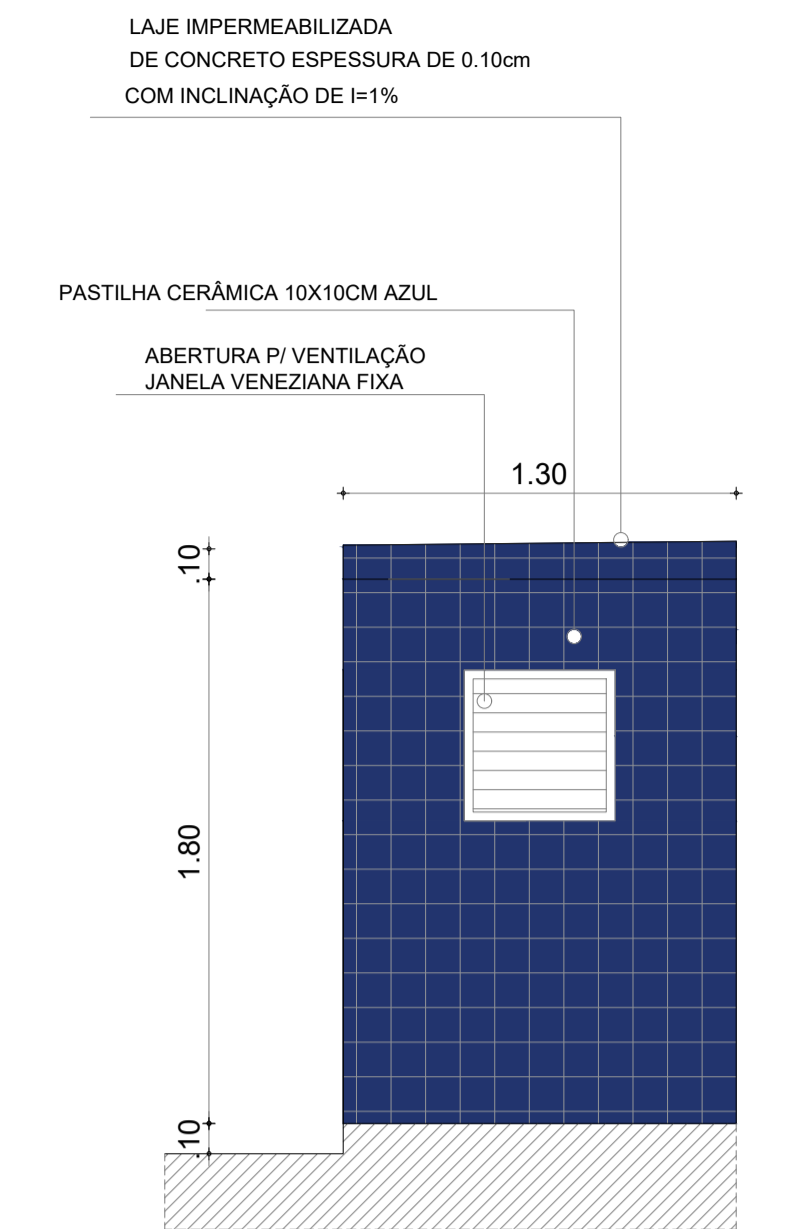 LAJE IMPERMEABILIZADA
DE CONCRETO ESPESSURA DE 0.10cm
COM INCLINAÇÃO DE I=1%
PASTILHA CERÂMICA 10X10CM AZUL
ABERTURA P/ VENTILAÇÃO
JANELA VENEZIANA FIXA
1.30
.10
1.80
.10